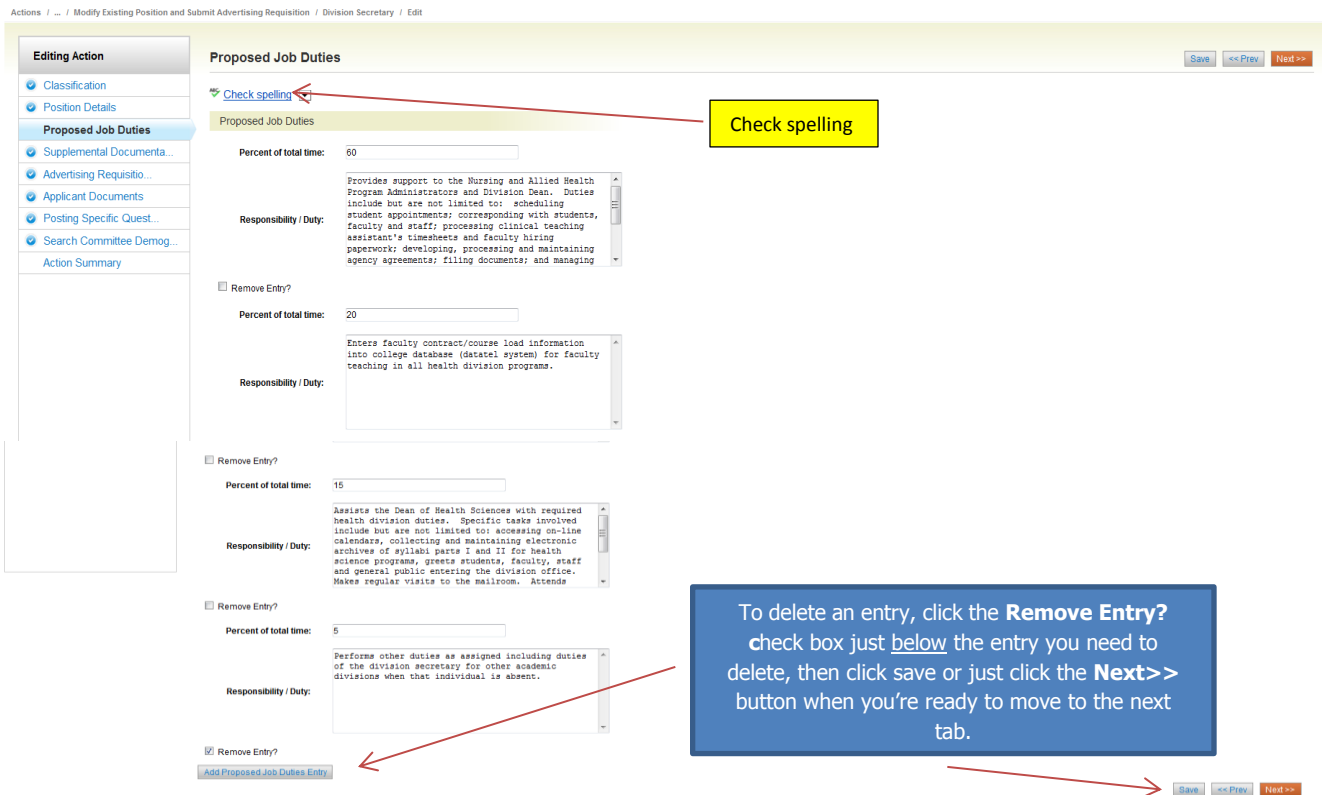 Actions / ... / Modify Existing Position and Submit Advertising Requisition / Division Secretary / Edit
Editing Action
Classification
Position Details
Proposed Job Duties
Supplemental Documenta...
Advertising Requisitio...
Applicant Documents
Posting Specific Quest...
Search Committee Demog...
Action Summary
Proposed Job Duties
Save << Prev Next >>
ABC Check spelling
Check spelling
Proposed Job Duties
Percent of total time: 60
Responsibility / Duty:
Provides support to the Nursing and Allied Health
Program Administrators and Division Dean. Duties
include but are not limited to: scheduling
student appointments; corresponding with students,
faculty and staff; processing clinical teaching
assistant's timesheets and faculty hiring
paperwork; developing, processing and maintaining
agency agreements; filing documents; and managing
Remove Entry?
Percent of total time: 20
Responsibility / Duty:
Enters faculty contract/course load information
into college database (datatel system) for faculty
teaching in all health division programs.
Remove Entry?
Percent of total time: 15
Responsibility / Duty:
Assists the Dean of Health Sciences with required
health division duties. Specific tasks involved
include but are not limited to: accessing on-line
calendars, collecting and maintaining electronic
archives of syllabi parts I and II for health
science programs, greets students, faculty, staff
and general public entering the division office.
Makes regular visits to the mailroom. Attends
Remove Entry?
Percent of total time: 5
Responsibility / Duty:
Performs other duties as assigned including duties
of the division secretary for other academic
divisions when that individual is absent.
Remove Entry?
Add Proposed Job Duties Entry
To delete an entry, click the Remove Entry?
check box just below the entry you need to
delete, then click save or just click the Next>>
button when you’re ready to move to the next
tab.
Save << Prev Next >>